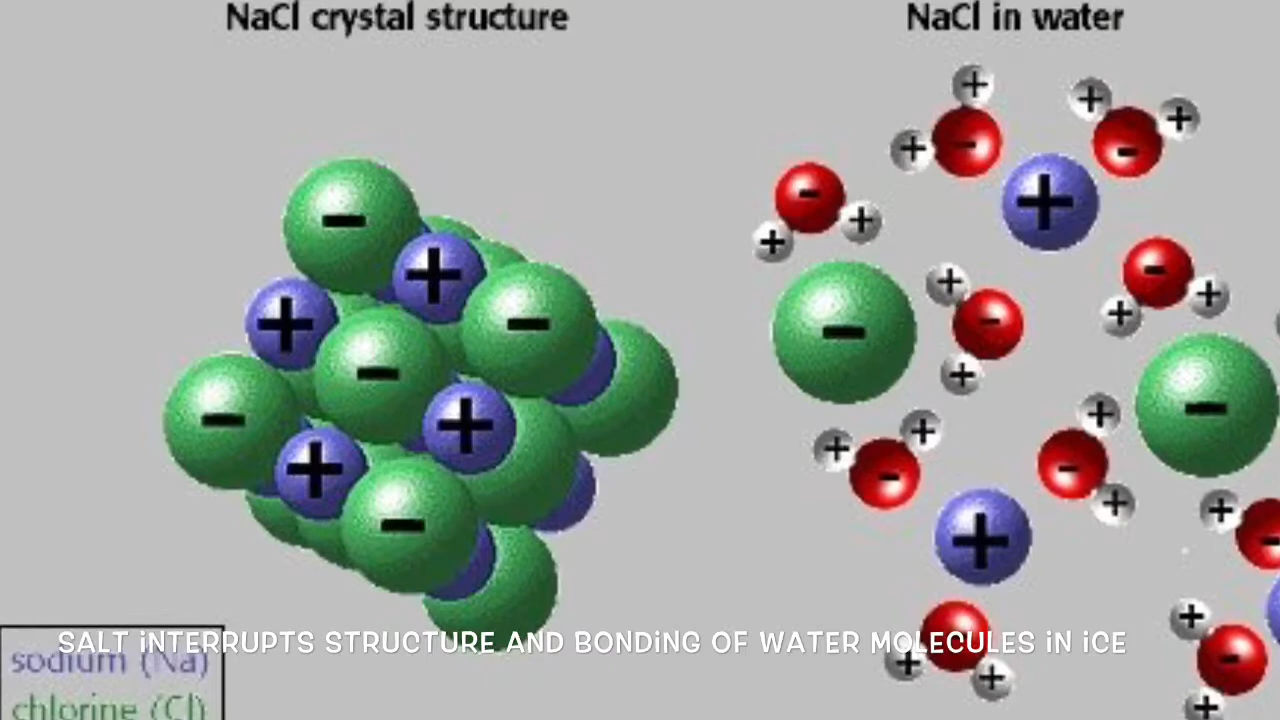 NaCl crystal structure
NaCl in water
SALT iNTERRUPTS STRUCTURE AND BONDiNG OF WATER MOLECULES iN iCE
sodium (Na)
chlorine (Cl)